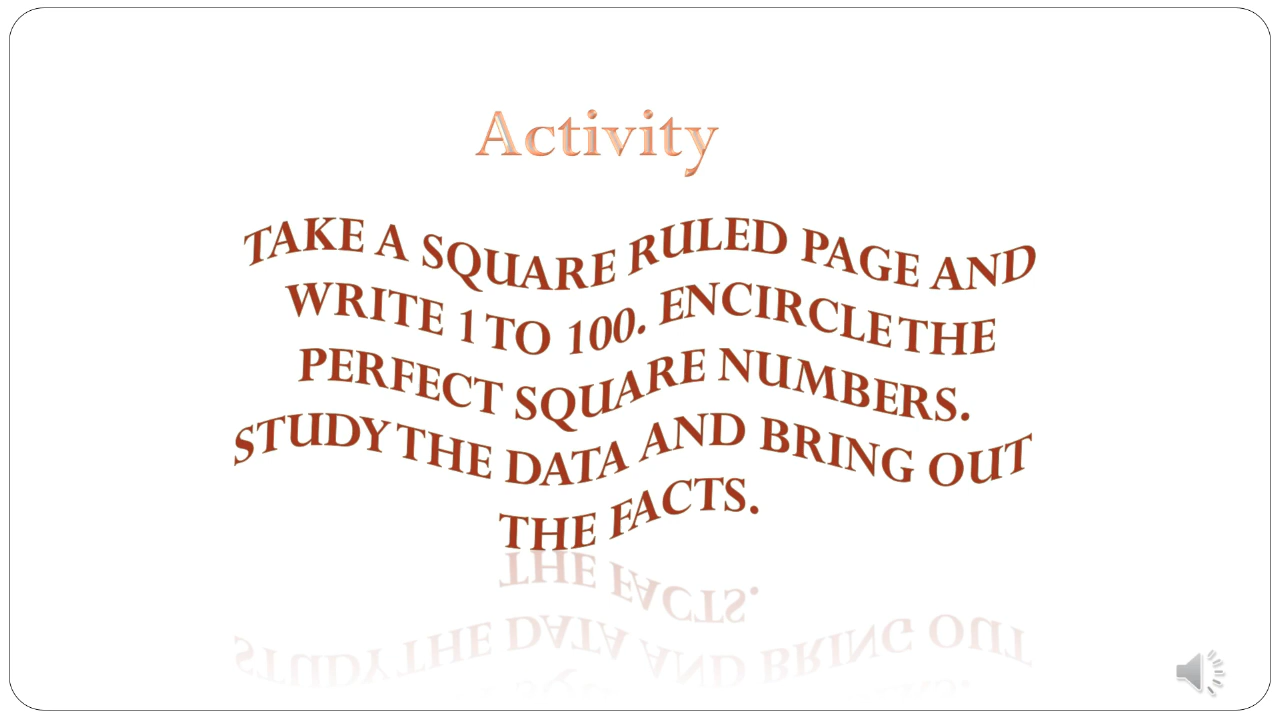 Activity
TAKE A SQUARE RULED PAGE AND
WRITE 1 TO 100. ENCIRCLE THE
PERFECT SQUARE NUMBERS.
STUDY THE DATA AND BRING OUT
THE FACTS.